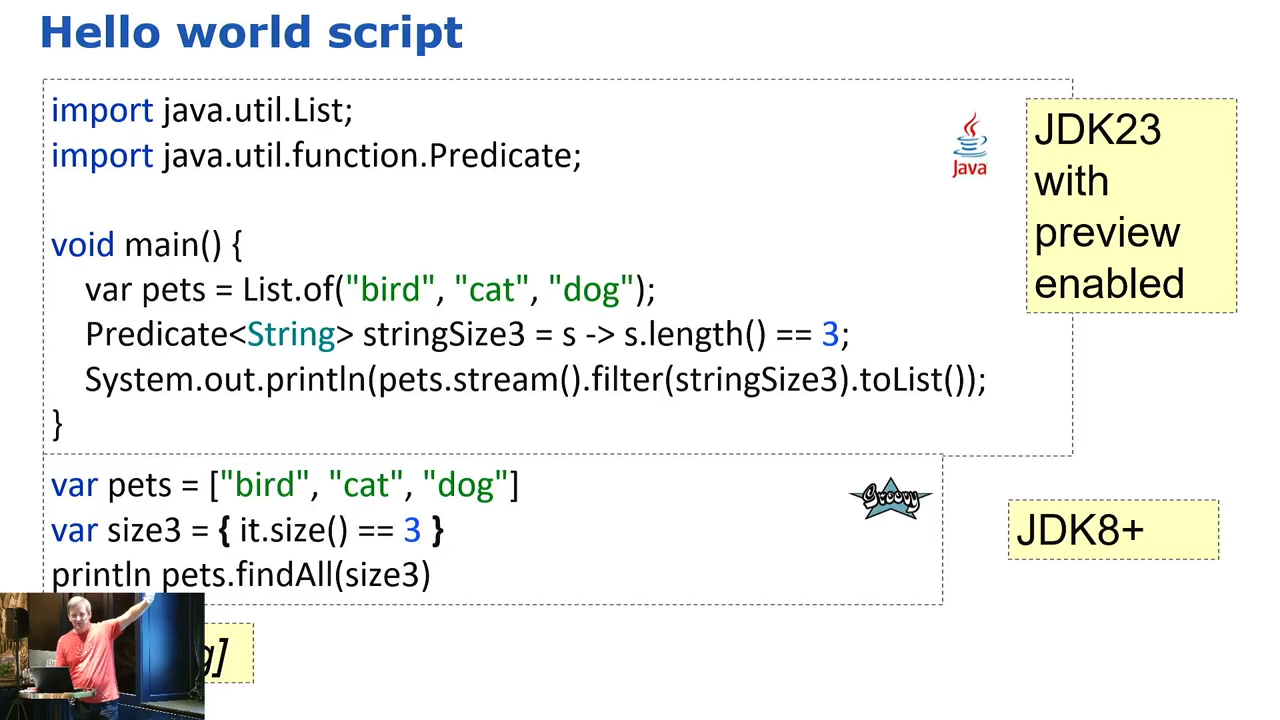 Hello world script
import java.util.List;
import java.util.function.Predicate;
void main() {
var pets = List.of("bird", "cat", "dog");
Predicate<String> stringSize3 = s -> s.length() == 3;
System.out.println(pets.stream().filter(stringSize3).toList());
}
Java
JDK23
with
preview
enabled
var pets = ["bird", "cat", "dog"]
var size3 = { it.size() == 3 }
println pets.findAll(size3)
Groovy
JDK8+
g]